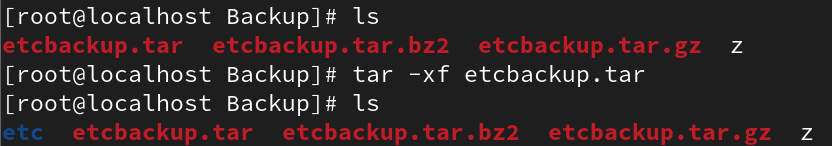 [root@localhost Backup]# ls
etcbackup.tar  etcbackup.tar.bz2  etcbackup.tar.gz  z
[root@localhost Backup]# tar -xf etcbackup.tar
[root@localhost Backup]# ls
etc  etcbackup.tar  etcbackup.tar.bz2  etcbackup.tar.gz  z